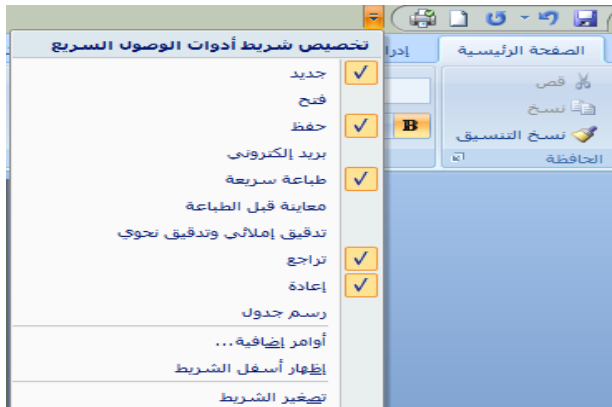 الصفحة الرئيسية
إدرا
قص
نسخ
نسخ التنسيق
الحافظة
B
تخصيص شريط أدوات الوصول السريع
جديد
فتح
حفظ
بريد إلكتروني
طباعة سريعة
معاينة قبل الطباعة
تدقيق إملائي وتدقيق نحوي
تراجع
إعادة
رسم جدول
أوامر إضافية...
إظهار أسفل الشريط
تصغير الشريط